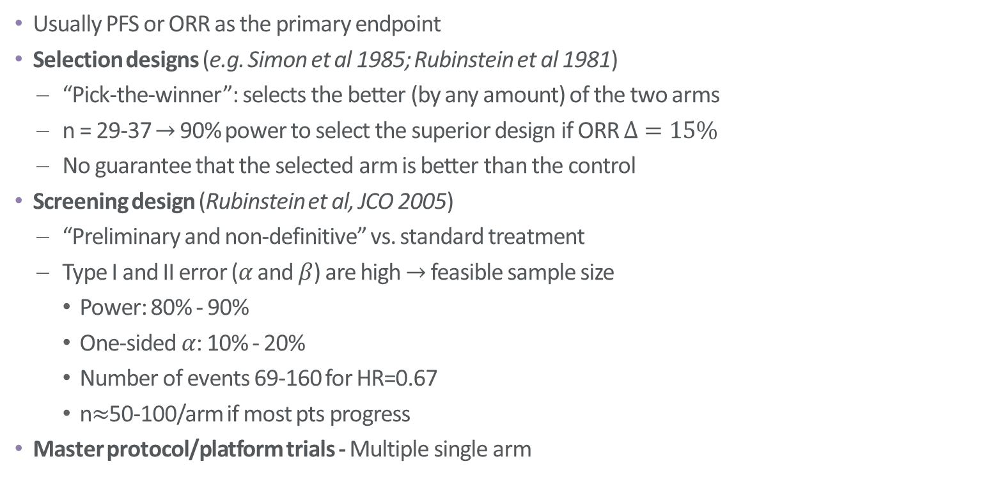 • Usually PFS or ORR as the primary endpoint
• Selection designs (e.g. Simon et al 1985; Rubinstein et al 1981)
– “Pick-the-winner”: selects the better (by any amount) of the two arms
– n = 29-37 → 90% power to select the superior design if ORR Δ = 15%
– No guarantee that the selected arm is better than the control
• Screening design (Rubinstein et al, JCO 2005)
– “Preliminary and non-definitive” vs. standard treatment
– Type I and II error (α and β) are high → feasible sample size
• Power: 80% - 90%
• One-sided α: 10% - 20%
• Number of events 69-160 for HR=0.67
• n≈50-100/arm if most pts progress
• Master protocol/platform trials - Multiple single arm